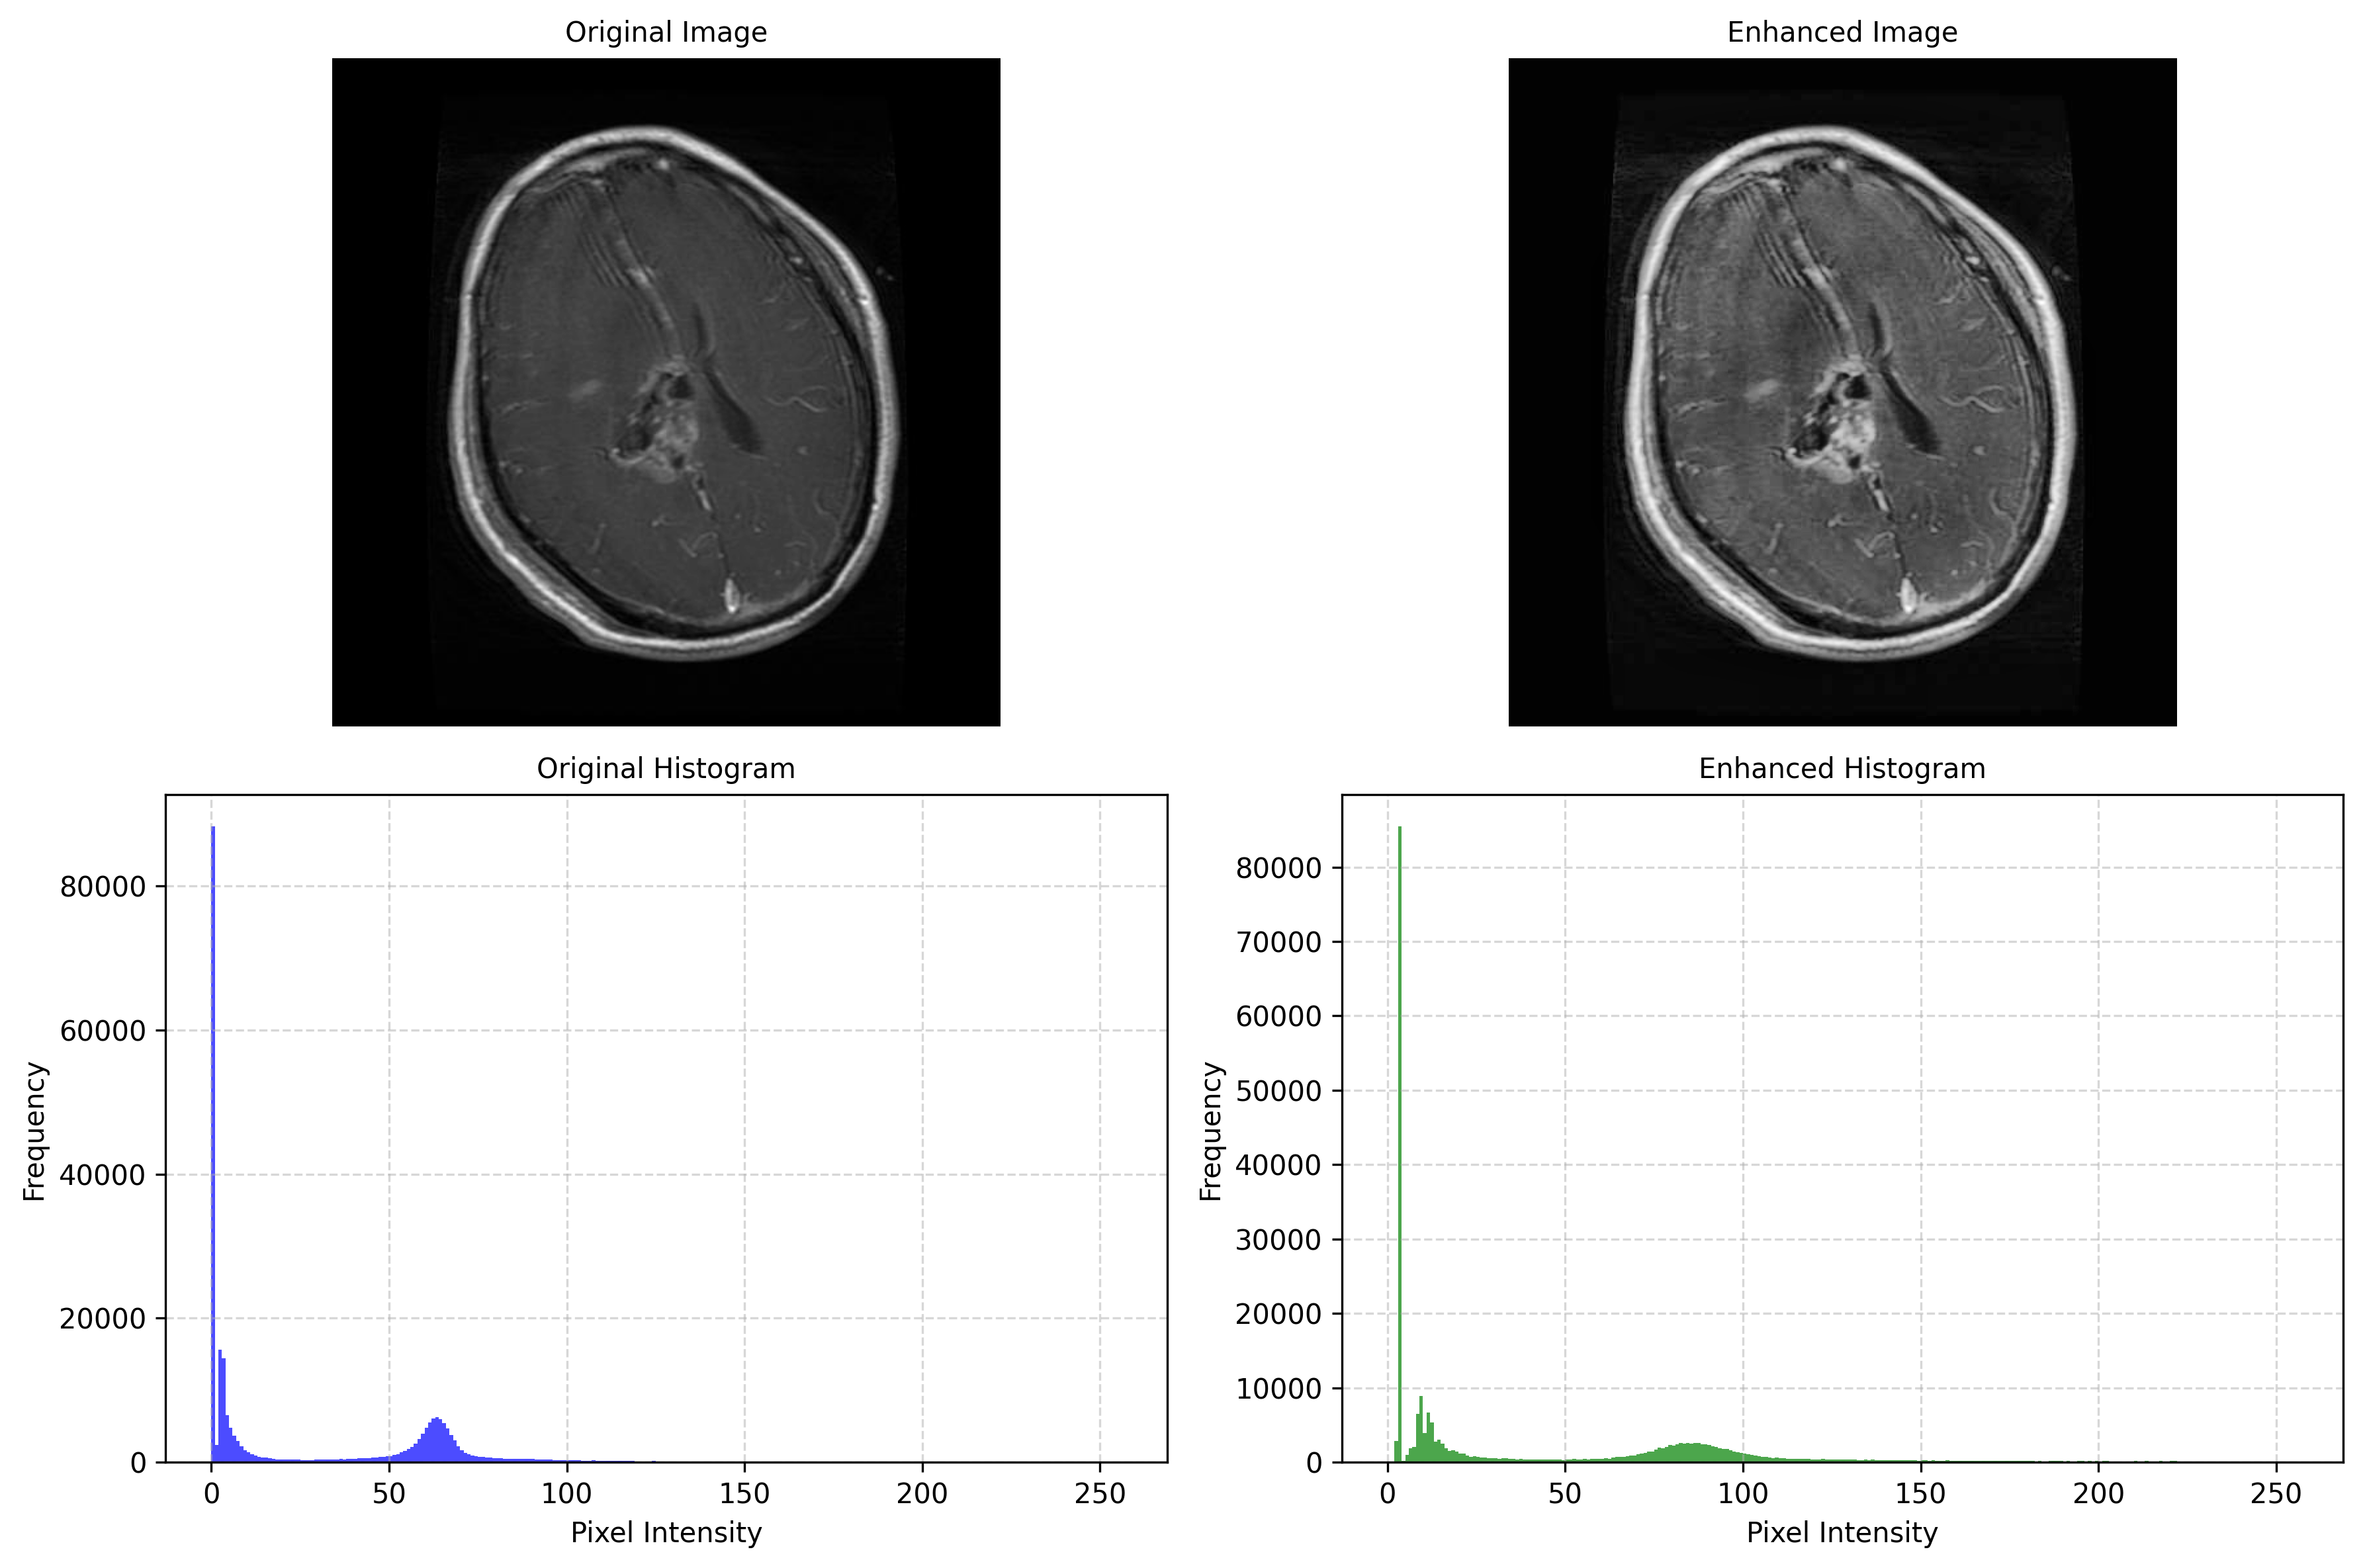 Original Image
Enhanced Image
Original Histogram
Frequency
80000
60000
40000
20000
0
0 50 100 150 200 250
Pixel Intensity
Enhanced Histogram
Frequency
80000
70000
60000
50000
40000
30000
20000
10000
0
0 50 100 150 200 250
Pixel Intensity